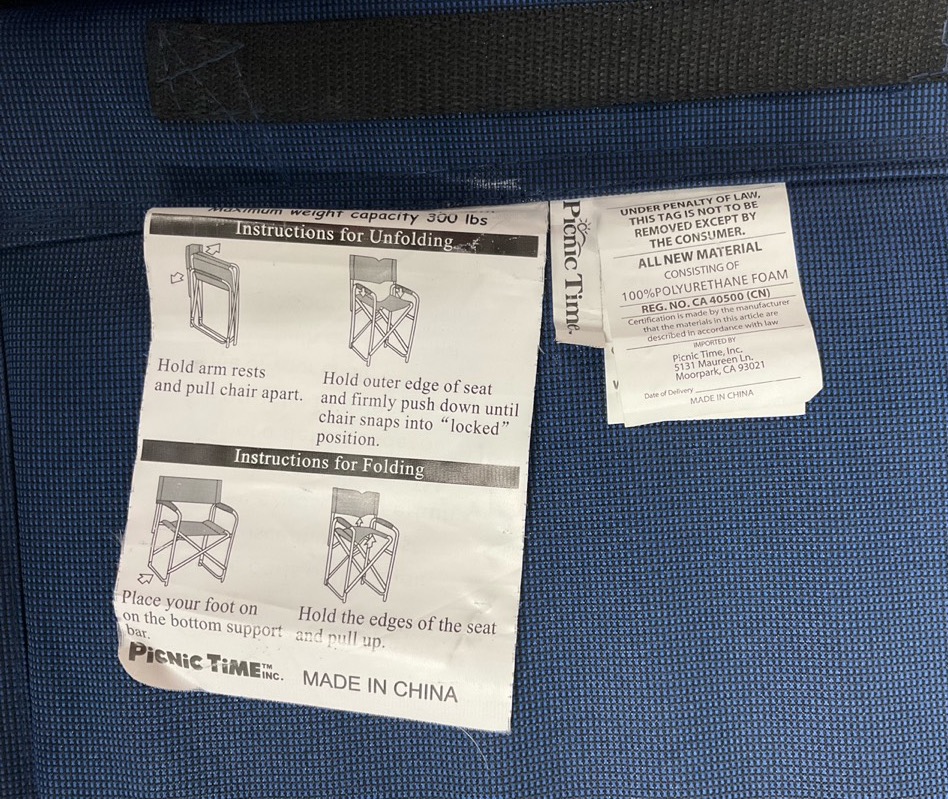 Maximum weight capacity 300 lbs
Instructions for Unfolding
Hold arm rests
and pull chair apart.
Hold outer edge of seat
and firmly push down until
chair snaps into “locked”
position.
Instructions for Folding
Place your foot on
on the bottom support
bar.
Hold the edges of the seat
and pull up.
PiCNiC TiME™ INC.
MADE IN CHINA
Picnic Time.
UNDER PENALTY OF LAW,
THIS TAG IS NOT TO BE
REMOVED EXCEPT BY
THE CONSUMER.
ALL NEW MATERIAL
CONSISTING OF
100%POLYURETHANE FOAM
REG. NO. CA 40500 (CN)
Certification is made by the manufacturer
that the materials in this article are
described in accordance with law
IMPORTED BY
Picnic Time, Inc.
5131 Maureen Ln.
Moorpark, CA 93021
Date of Delivery
MADE IN CHINA